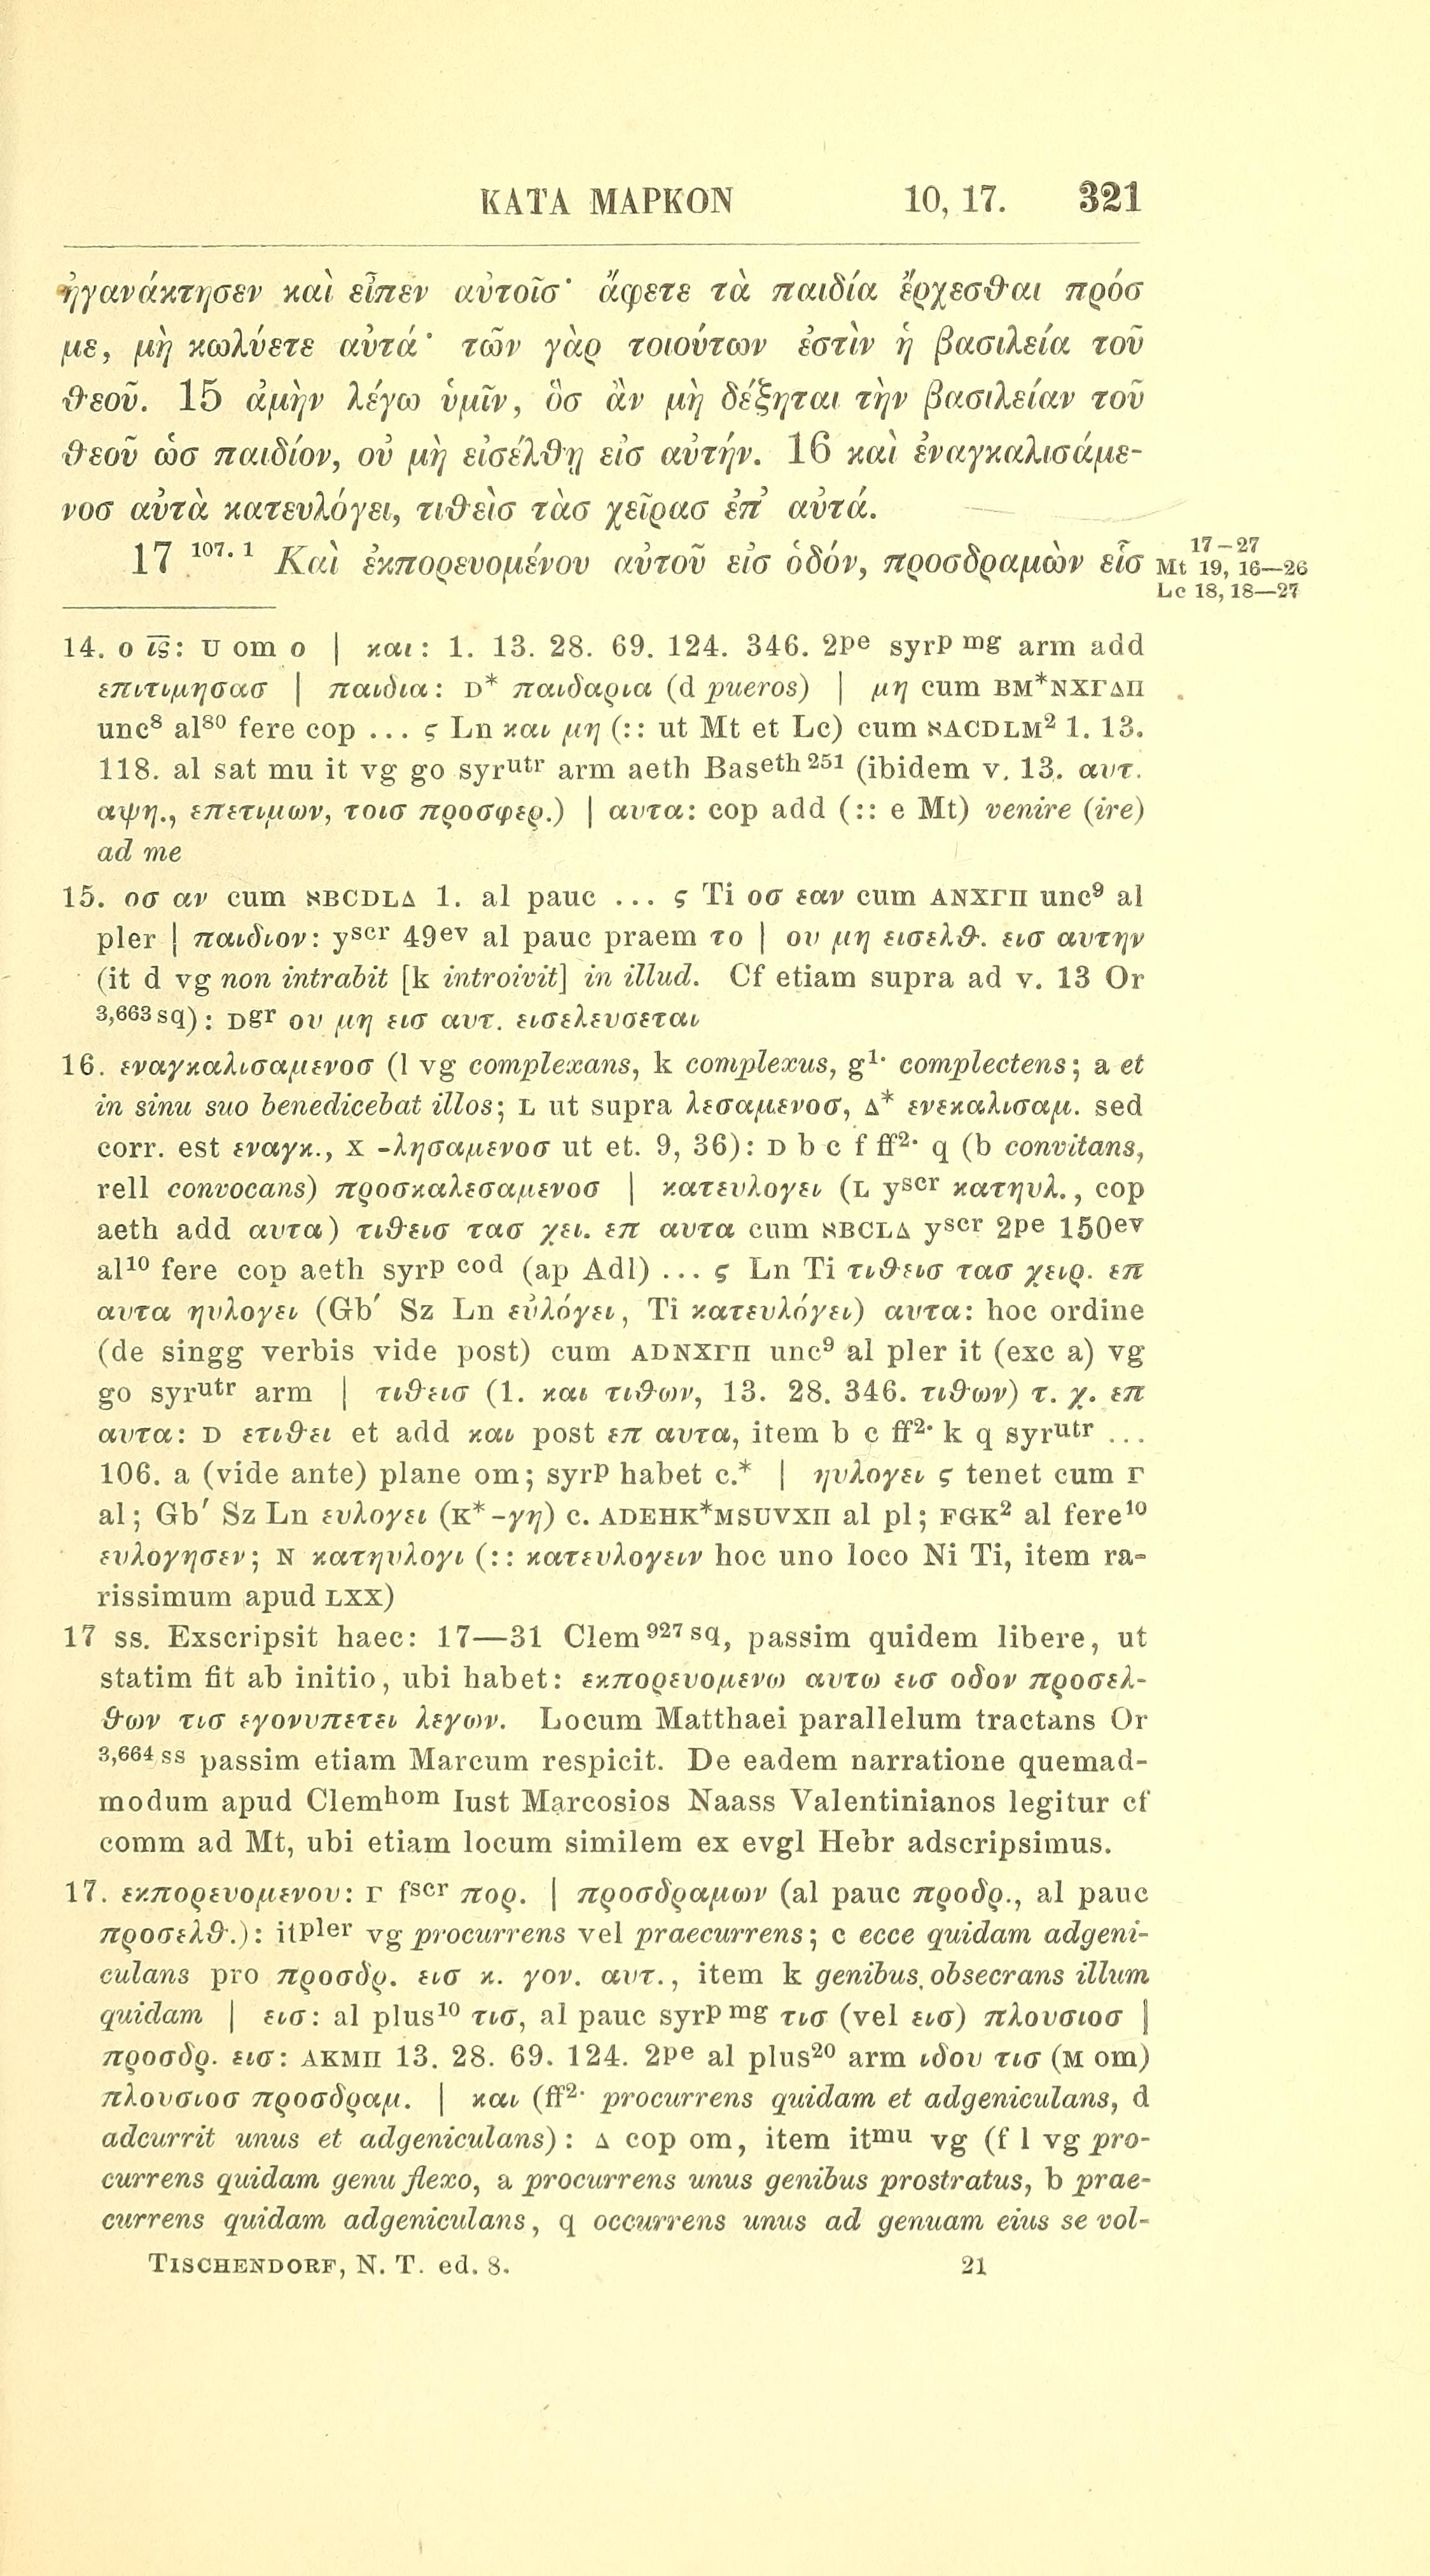 ΚΑΤΑ ΜΑΡΚΟΝ 10, 17. 321
ἠγανάκτησεν καὶ εἶπεν αὐτοῖσ· ἄφετε τὰ παιδία ἔρχεσθαι πρόσ
με, μὴ κωλύετε αὐτά· τῶν γὰρ τοιούτων ἐστὶν ἡ βασιλεία τοῦ
θεοῦ. 15 ἀμὴν λέγω ὑμῖν, ὃσ ἂν μὴ δέξηται τὴν βασιλείαν τοῦ
θεοῦ ὡσ παιδίον, οὐ μὴ εἰσέλθῃ εἰσ αὐτήν. 16 καὶ ἐναγκαλισάμε-
νοσ αὐτὰ κατευλόγει, τιθεὶσ τὰσ χεῖρασ ἐπ’ αὐτά.
17 107. 1 Καὶ ἐκπορευομένου αὐτοῦ εἰσ ὁδόν, προσδραμὼν εἷσ
17–27
Mt 19, 16—26
Lc 18, 18—27
14. ο ι̅ς̅: U om ο | και: 1. 13. 28. 69. 124. 346. 2pe syrp mg arm add
επιτιμησασ | παιδια: D* παιδαρια (d pueros) | μη cum BM*NXΓΔΠ
unc8 al80 fere cop ... ς Ln και μη (:: ut Mt et Lc) cum ℵACDLM2 1. 13.
118. al sat mu it vg go syrutr arm aeth Baseth 251 (ibidem v. 13. αυτ.
αψη., επετιμων, τοισ προσφερ.) | αυτα: cop add (:: e Mt) venire (ire)
ad me
15. οσ αν cum ℵBCDLΔ 1. al pauc ... ς Ti οσ εαν cum ANXΓΠ unc9 al
pler | παιδιον: yscr 49ev al pauc praem το | ου μη εισελθ. εισ αυτην
(it d vg non intrabit [k introivit] in illud. Cf etiam supra ad v. 13 Or
3,663 sq): Dgr ου μη εισ αυτ. εισελευσεται
16. εναγκαλισαμενοσ (l vg complexans, k complexus, g1· complectens; a et
in sinu suo benedicebat illos; L ut supra λεσαμενοσ, Δ* ενεκαλισαμ. sed
corr. est εναγκ., X -λησαμενοσ ut et. 9, 36): D b c f ff2· q (b convitans,
rell convocans) προσκαλεσαμενοσ | κατευλογει (L yscr κατηυλ., cop
aeth add αυτα) τιθεισ τασ χει. επ αυτα cum ℵBCLΔ yscr 2pe 150ev
al10 fere cop aeth syrp cod (ap Adl) ... ς Ln Ti τιθεισ τασ χειρ. επ
αυτα ηυλογει (Gb′ Sz Ln εὐλόγει, Ti κατευλόγει) αυτα: hoc ordine
(de singg verbis vide post) cum ADNXΓΠ unc9 al pler it (exc a) vg
go syrutr arm | τιθεισ (1. και τιθων, 13. 28. 346. τιθων) τ. χ. επ
αυτα: D ετιθει et add και post επ αυτα, item b c ff2· k q syrutr ...
106. a (vide ante) plane om; syrp habet c.* | ηυλογει ς tenet cum Γ
al; Gb′ Sz Ln ευλογει (K* -γη) c. ADEHK*MSUVXΠ al pl; FGK2 al fere10
ευλογησεν; N κατηυλογι (:: κατευλογειν hoc uno loco Ni Ti, item ra-
rissimum apud LXX)
17 ss. Exscripsit haec: 17—31 Clem927 sq, passim quidem libere, ut
statim fit ab initio, ubi habet: εκπορευομενω αυτω εισ οδον προσελ-
θων τισ εγονυπετει λεγων. Locum Matthaei parallelum tractans Or
3,664 ss passim etiam Marcum respicit. De eadem narratione quemad-
modum apud Clemhom Iust Marcosios Naass Valentinianos legitur cf
comm ad Mt, ubi etiam locum similem ex evgl Hebr adscripsimus.
17. εκπορευομενου: Γ fscr πορ. | προσδραμων (al pauc προδρ., al pauc
προσελθ.): itpler vg procurrens vel praecurrens; c ecce quidam adgeni-
culans pro προσδρ. εισ κ. γον. αυτ., item k genibus obsecrans illum
quidam | εισ: al plus10 τισ, al pauc syrp mg τισ (vel εισ) πλουσιοσ |
προσδρ. εισ: AKMΠ 13. 28. 69. 124. 2pe al plus20 arm ιδου τισ (M om)
πλουσιοσ προσδραμ. | και (ff2· procurrens quidam et adgeniculans, d
adcurrit unus et adgeniculans): Δ cop om, item itmu vg (f l vg pro-
currens quidam genu flexo, a procurrens unus genibus prostratus, b prae-
currens quidam adgeniculans, q occurrens unus ad genuam eius se vol-
TISCHENDORF, N. T. ed. 8. 21